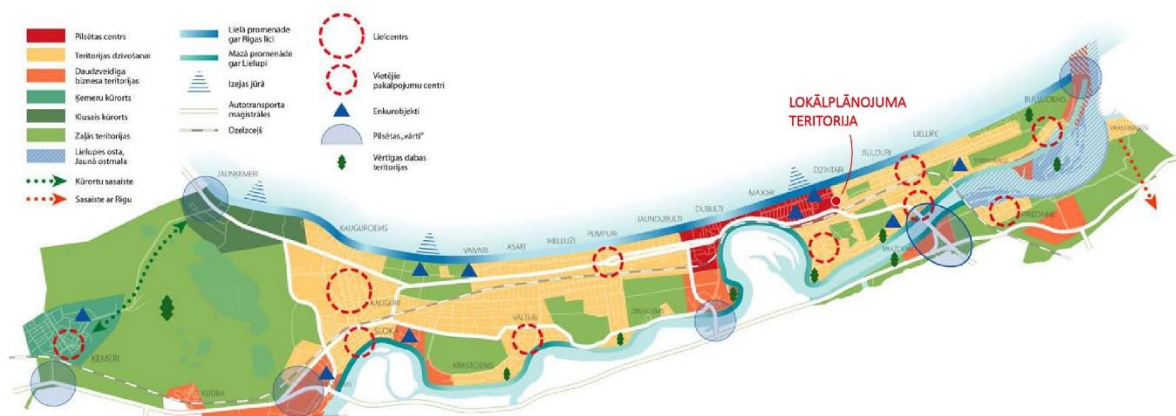 Pilsētas centrs
Teritorijas dzīvošanai
Daudzveidīga
biznesa teritorijas
Ķemeru kūrorts
Klusais kūrorts
Zaļās teritorijas
Lielupes osta,
Jaunā ostmala
Kūrortu sasaiste
Sasaiste ar Rīgu
Lielā promenāde
gar Rīgas līci
Mazā promenāde
gar Lielupi
Izejas jūrā
Autotransporta
maģistrāles
Dzelzceļš
Lielcentrs
Vietējie
pakalpojumu centri
Enkurobjekti
Pilsētas „vārti”
Vērtīgas dabas
teritorijas
LOKĀLPLĀNOJUMA
TERITORIJA
BULLUCIEMS
LIELUPE
BULDURI
DZINTARI
MAJORI
DUBULTI
JAUNDUBULTI
PUMPURI
MELLUŽI
ASARI
VAIVARI
KAUGURCIEMS
JAUNĶEMERI
KAUGURI
SLOKA
VALTERI
KRASTCIEMS
ĶEMERI
KŪDRA
PRIEDAINE